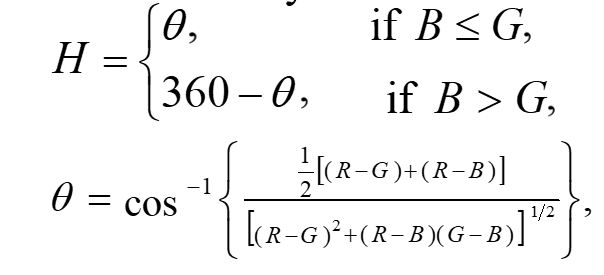 H = { θ, if B ≤ G,
360 − θ, if B > G,
θ = cos⁻¹ { ½[(R−G)+(R−B)] / [(R−G)²+(R−B)(G−B)]^{1/2} },